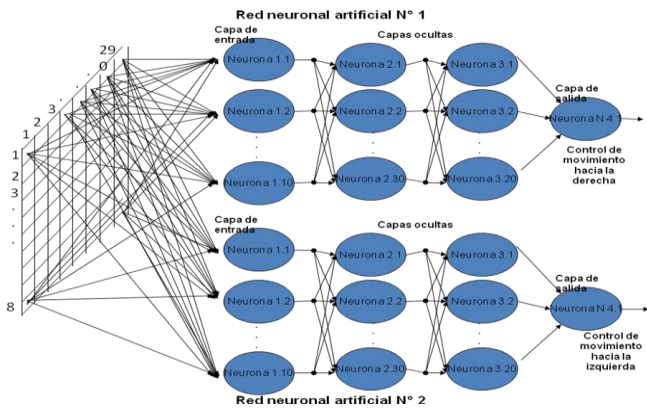 Red neuronal artificial N° 1
Capa de
entrada
Capas ocultas
Neurona 1.1
Neurona 2.1
Neurona 3.1
Neurona 1.2
Neurona 2.2
Neurona 3.2
Neurona 1.10
Neurona 2.30
Neurona 3.20
Capa de
salida
Neurona N 4.1
Control de
movimiento
hacia la
derecha
29
0
.
.
.
3
2
1
1
2
3
.
.
.
8
Capa de
entrada
Capas ocultas
Neurona 1.1
Neurona 2.1
Neurona 3.1
Neurona 1.2
Neurona 2.2
Neurona 3.2
Neurona 1.10
Neurona 2.30
Neurona 3.20
Capa de
salida
Neurona N 4.1
Control de
movimiento
hacia la
izquierda
Red neuronal artificial N° 2